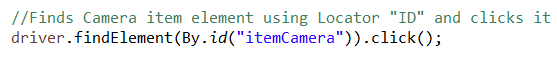 //Finds Camera item element using Locator "ID" and clicks it
driver.findElement(By.id("itemCamera")).click();